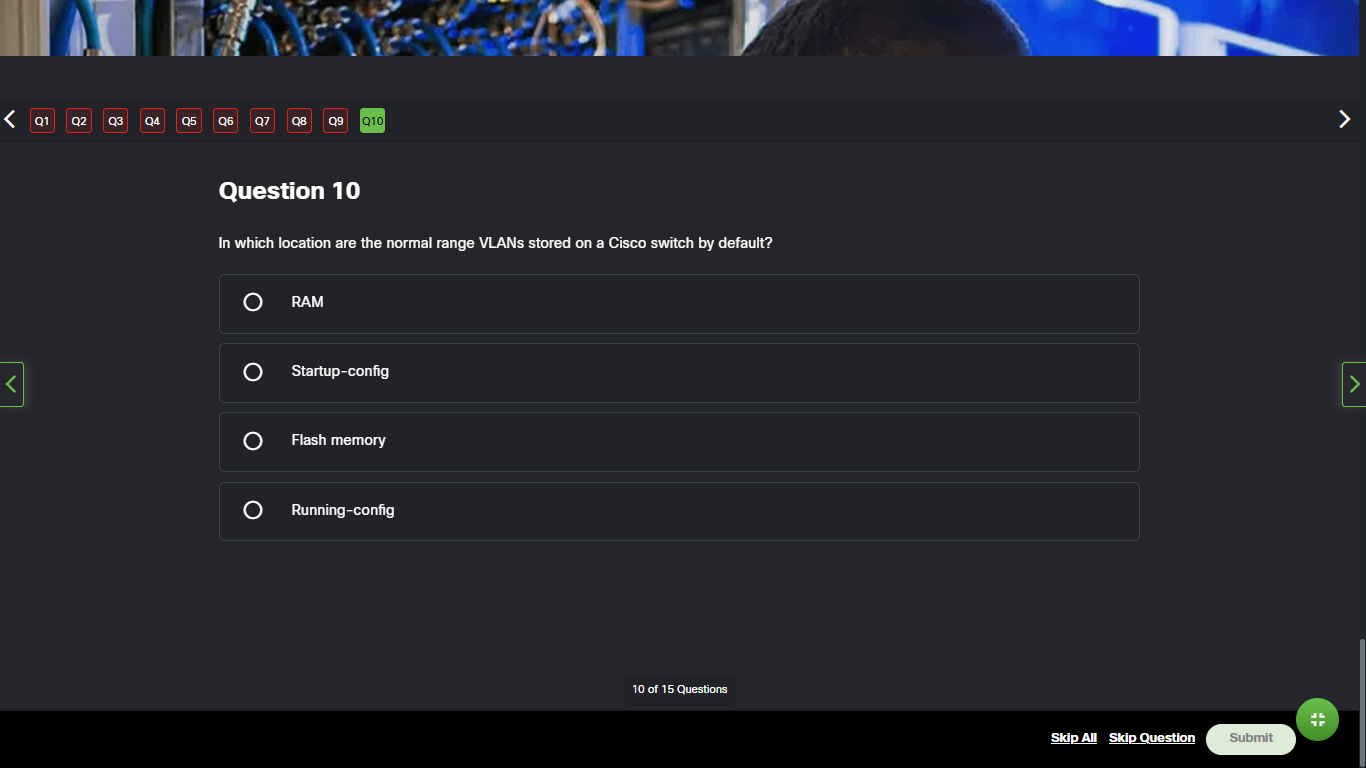 Q1 Q2 Q3 Q4 Q5 Q6 Q7 Q8 Q9 Q10
Question 10
In which location are the normal range VLANs stored on a Cisco switch by default?
RAM
Startup-config
Flash memory
Running-config
10 of 15 Questions
Skip All Skip Question Submit